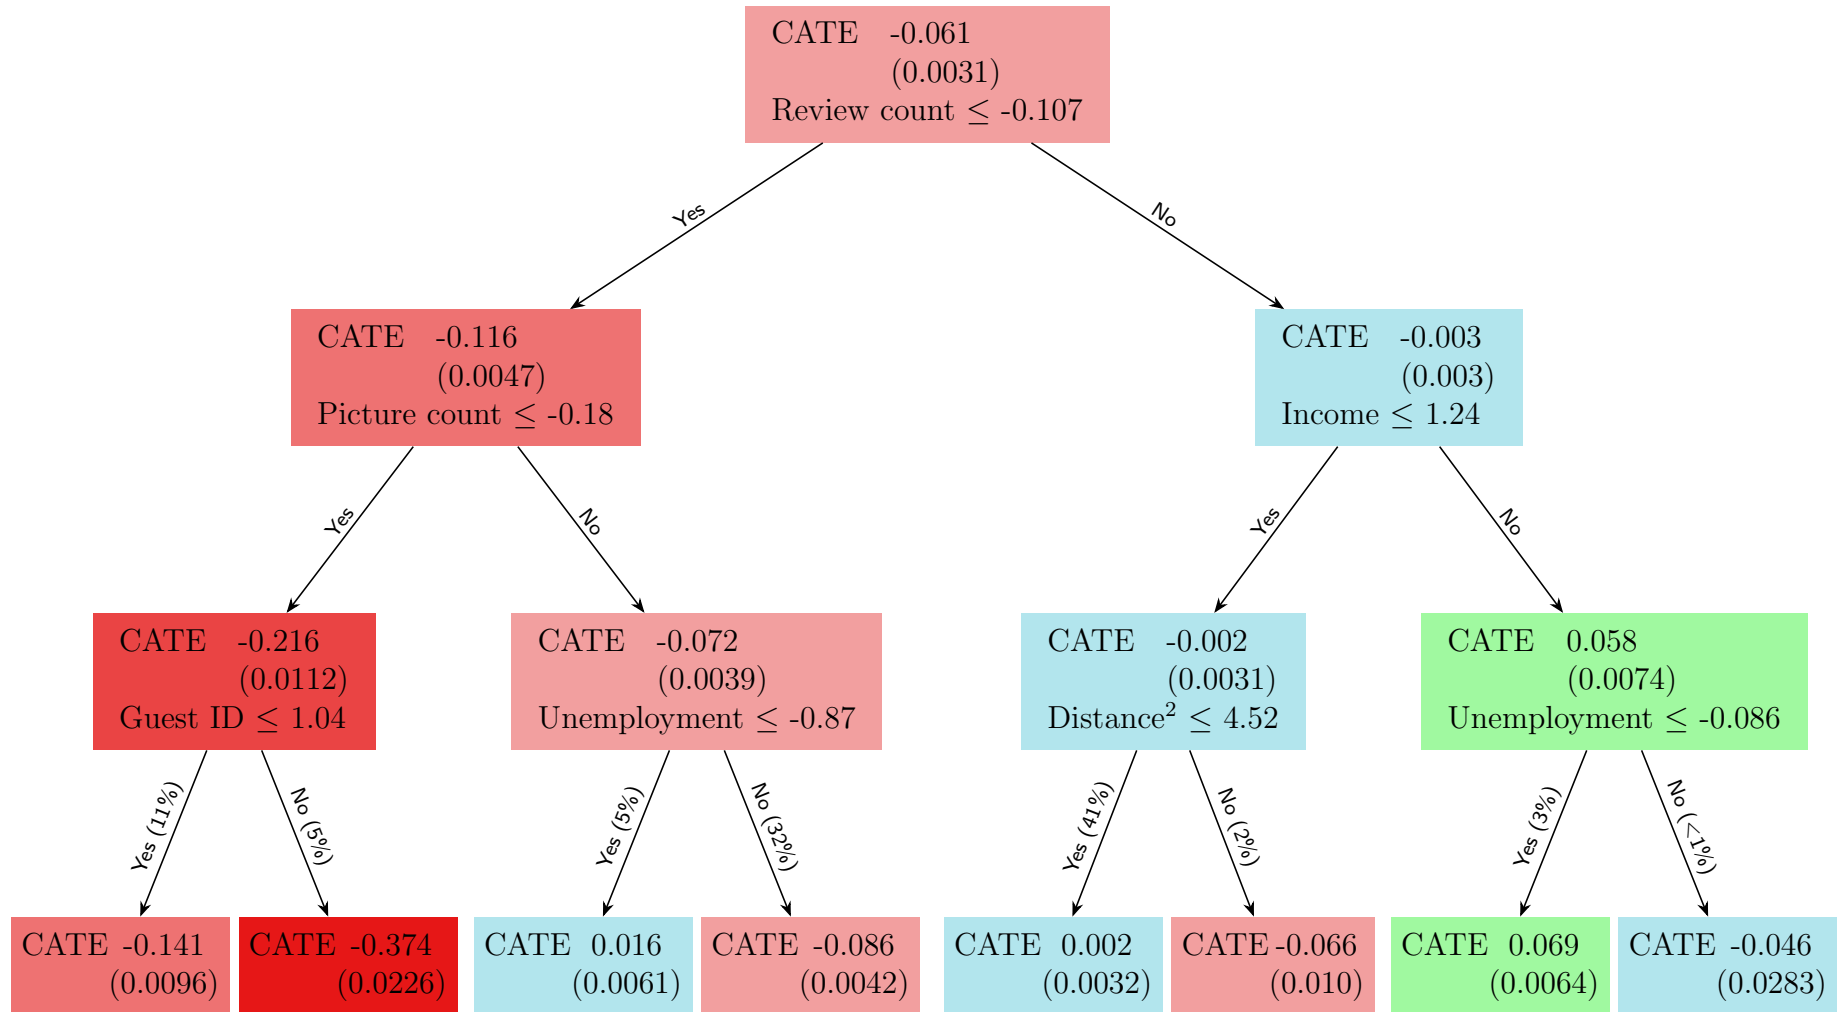 CATE -0.061
(0.0031)
Review count ≤ -0.107
Yes
No
CATE -0.116
(0.0047)
Picture count ≤ -0.18
CATE -0.003
(0.003)
Income ≤ 1.24
Yes
No
Yes
No
CATE -0.216
(0.0112)
Guest ID ≤ 1.04
CATE -0.072
(0.0039)
Unemployment ≤ -0.87
CATE -0.002
(0.0031)
Distance² ≤ 4.52
CATE 0.058
(0.0074)
Unemployment ≤ -0.086
Yes (11%)
No (5%)
Yes (5%)
No (32%)
Yes (41%)
No (2%)
Yes (3%)
No (<1%)
CATE -0.141
(0.0096)
CATE -0.374
(0.0226)
CATE 0.016
(0.0061)
CATE -0.086
(0.0042)
CATE 0.002
(0.0032)
CATE -0.066
(0.010)
CATE 0.069
(0.0064)
CATE -0.046
(0.0283)